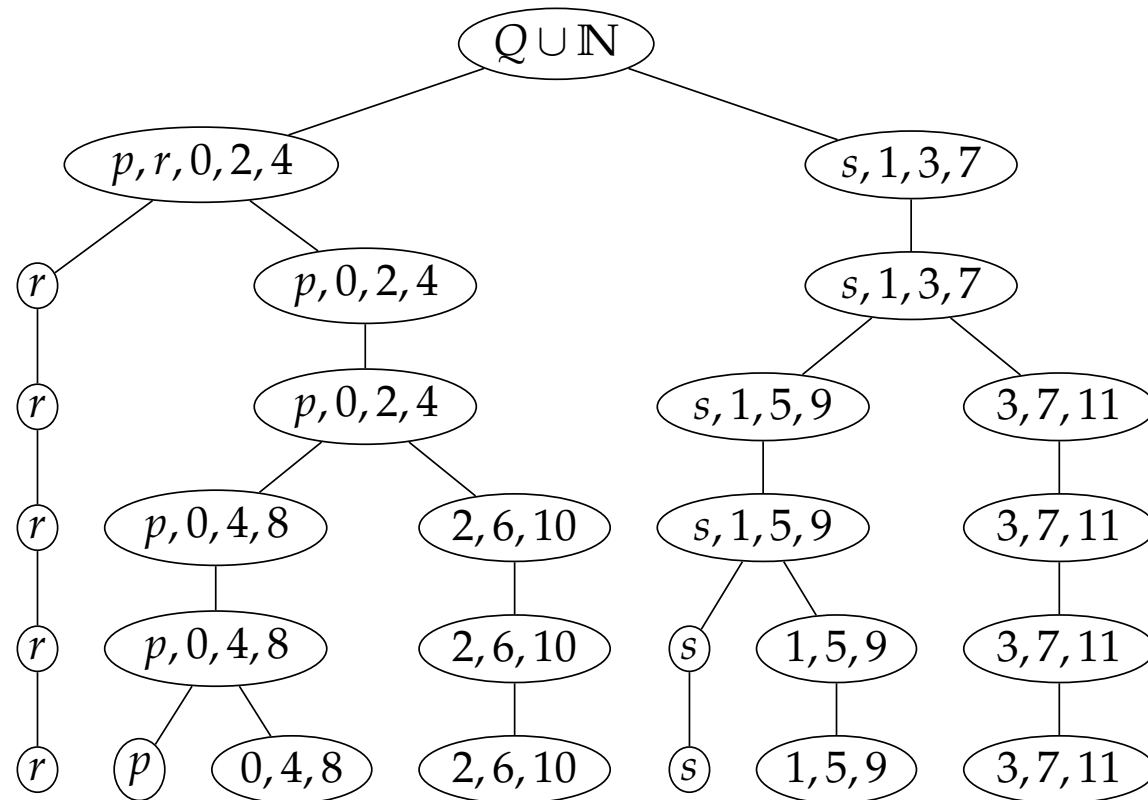 Q ∪ ℕ
p, r, 0, 2, 4 s, 1, 3, 7
r p, 0, 2, 4 s, 1, 3, 7
r p, 0, 2, 4 s, 1, 5, 9 3, 7, 11
r p, 0, 4, 8 2, 6, 10 s, 1, 5, 9 3, 7, 11
r p, 0, 4, 8 2, 6, 10 s 1, 5, 9 3, 7, 11
r p 0, 4, 8 2, 6, 10 s 1, 5, 9 3, 7, 11